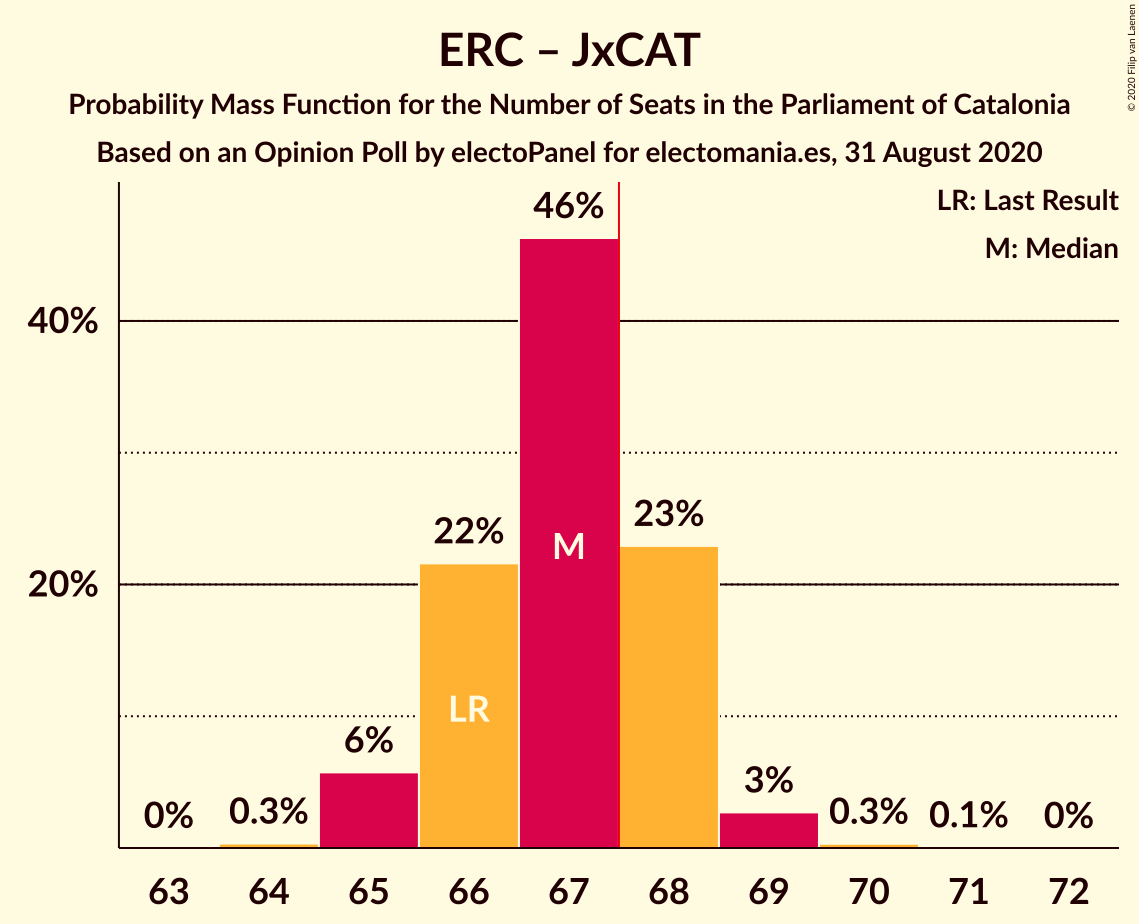 ERC – JxCAT
Probability Mass Function for the Number of Seats in the Parliament of Catalonia
Based on an Opinion Poll by electoPanel for electomania.es, 31 August 2020
© 2020 Filip van Laenen
LR: Last Result
M: Median
46%
40%
23%
22%
M
20%
LR
6%
3%
0%
0.3%
0.3%
0.1%
0%
63
64
65
66
67
68
69
70
71
72